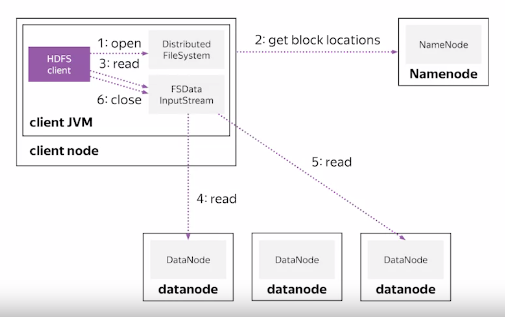 1: open
HDFS
client
3: read
6: close
Distributed
FileSystem
FSData
InputStream
client JVM
client node
2: get block locations
NameNode
Namenode
4: read
5: read
DataNode
datanode
DataNode
datanode
DataNode
datanode